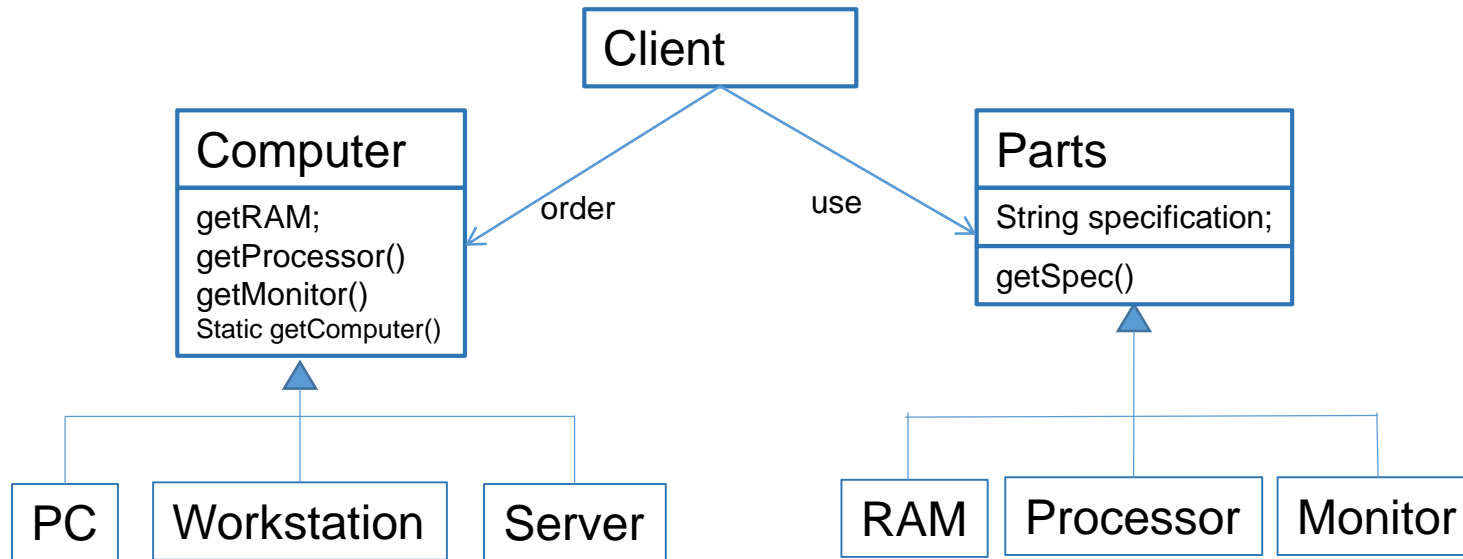 Client
Computer
getRAM;
getProcessor()
getMonitor()
Static getComputer()
order
use
Parts
String specification;
getSpec()
PC
Workstation
Server
RAM
Processor
Monitor